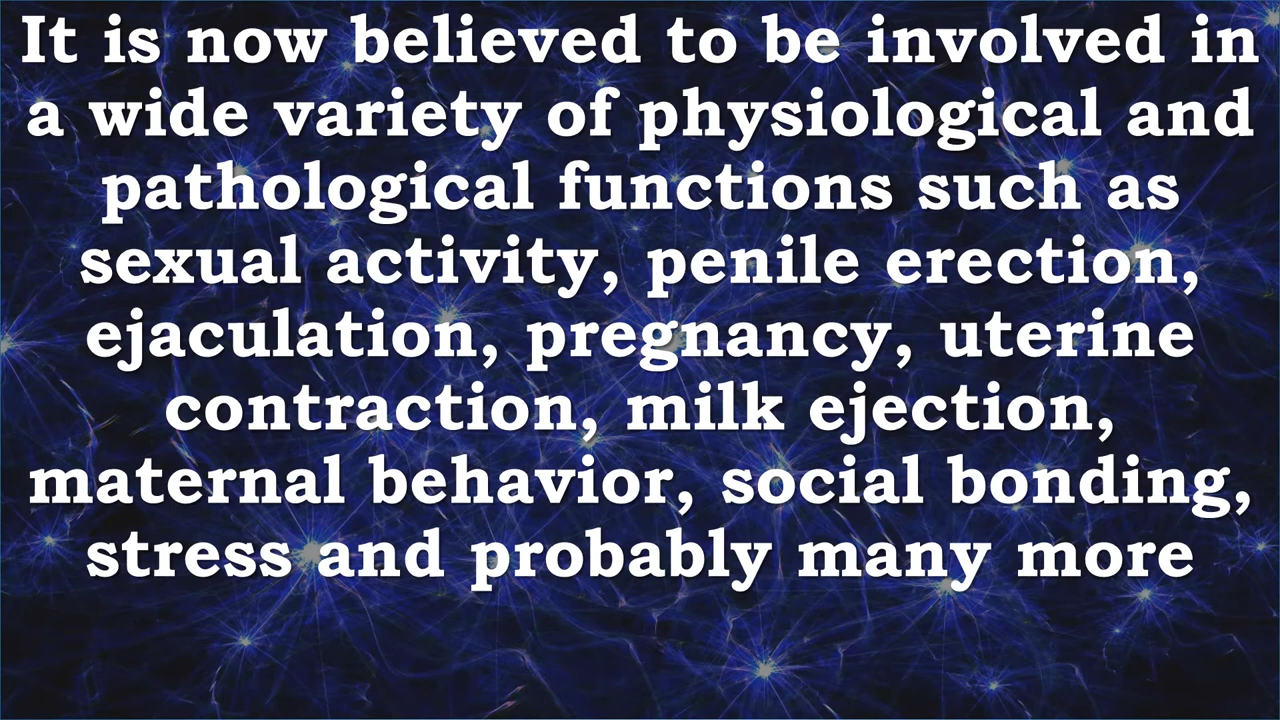 It is now believed to be involved in
a wide variety of physiological and
pathological functions such as
sexual activity, penile erection,
ejaculation, pregnancy, uterine
contraction, milk ejection,
maternal behavior, social bonding,
stress and probably many more